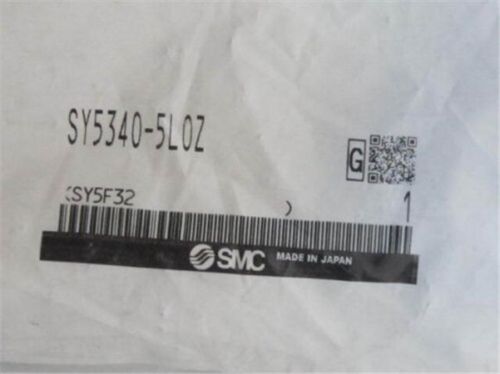 SY5340-5LOZ
G
(SY5F32 ) 1
SMC MADE IN JAPAN